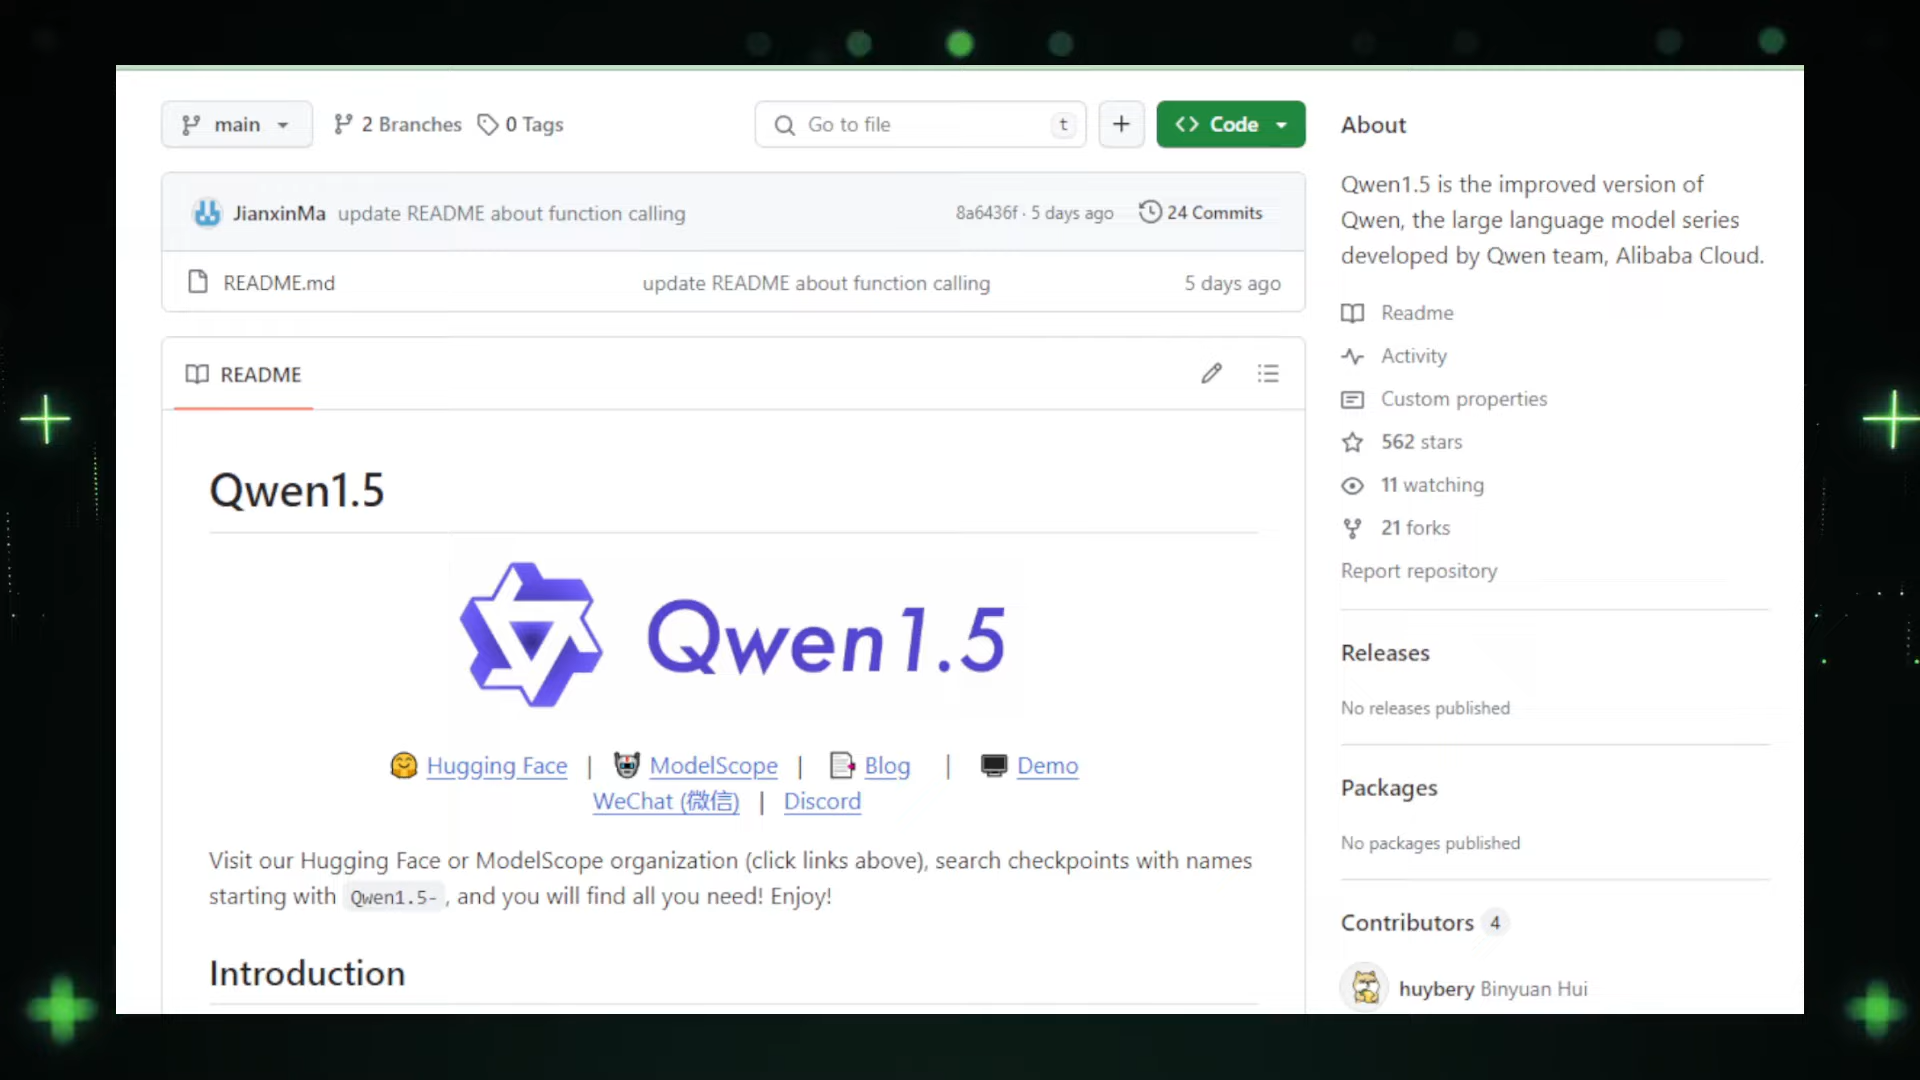 main
2 Branches
0 Tags
Go to file
t
+
<> Code
JianxinMa update README about function calling
8a6436f · 5 days ago
24 Commits
README.md
update README about function calling
5 days ago
README
Qwen1.5
Qwen1.5
Hugging Face | ModelScope | Blog | Demo
WeChat (微信) | Discord
Visit our Hugging Face or ModelScope organization (click links above), search checkpoints with names
starting with Qwen1.5- , and you will find all you need! Enjoy!
Introduction
About
Qwen1.5 is the improved version of
Qwen, the large language model series
developed by Qwen team, Alibaba Cloud.
Readme
Activity
Custom properties
562 stars
11 watching
21 forks
Report repository
Releases
No releases published
Packages
No packages published
Contributors 4
huybery Binyuan Hui